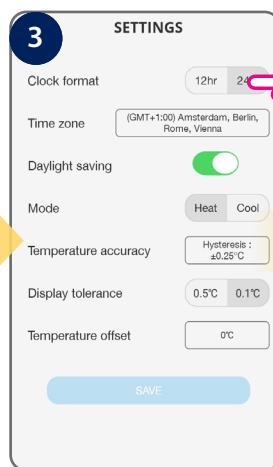 3
SETTINGS
Clock format
12hr
Time zone
(GMT+1:00) Amsterdam, Berlin,
Rome, Vienna
Daylight saving
Mode
Heat
Cool
Temperature accuracy
Hysteresis :
±0.25°C
Display tolerance
0.5℃
0.1℃
Temperature offset
0℃
SAVE